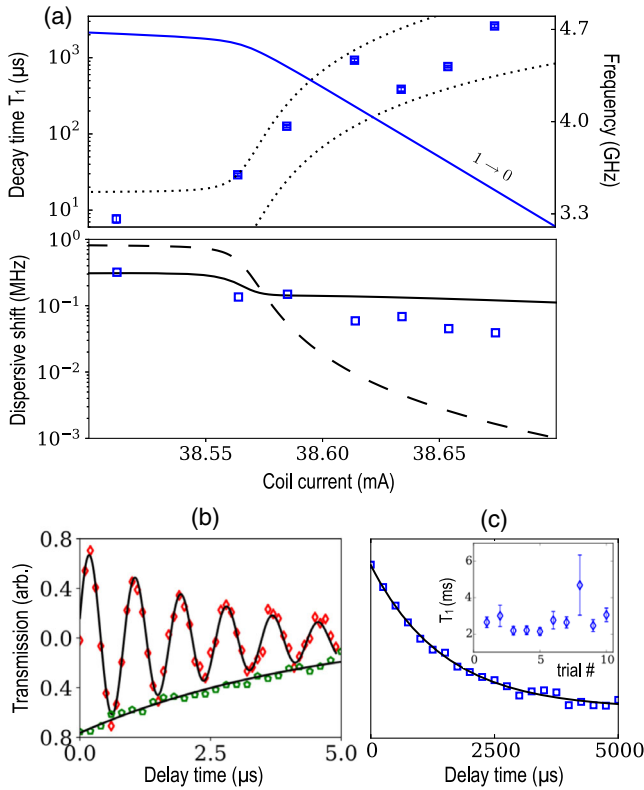 (a)
Decay time T₁ (μs)
10³
10²
10¹
1 → 0
4.7
4.0
3.3
Frequency (GHz)
Dispersive shift (MHz)
10⁰
10⁻¹
10⁻²
10⁻³
38.55 38.60 38.65
Coil current (mA)
(b)
Transmission (arb.)
0.8
0.4
0.0
0.4
0.8
0.0 2.5 5.0
Delay time (μs)
(c)
T₁ (ms)
6
4
2
0 5 10
trial #
0 2500 5000
Delay time (μs)